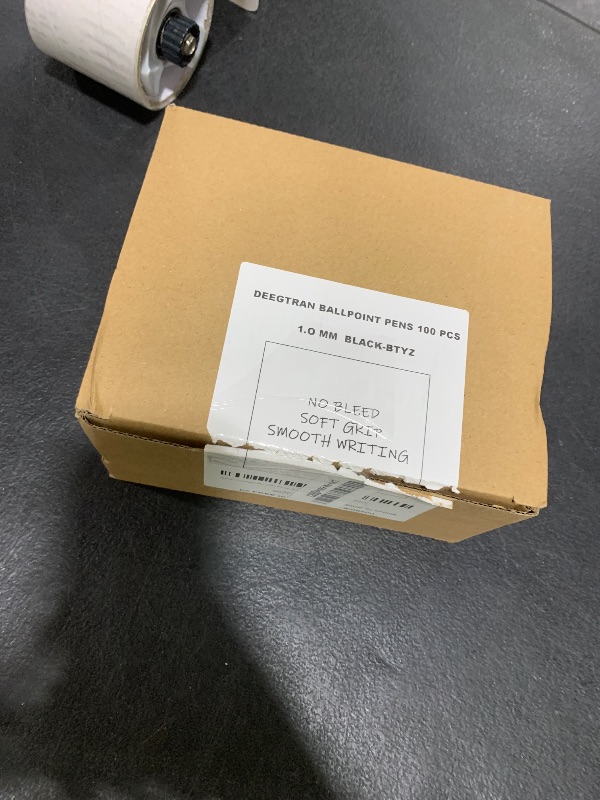 DEEGTRAN BALLPOINT PENS 100 PCS
1.0 MM BLACK-BTYZ
NO BLEED
SOFT GRIP
SMOOTH WRITING